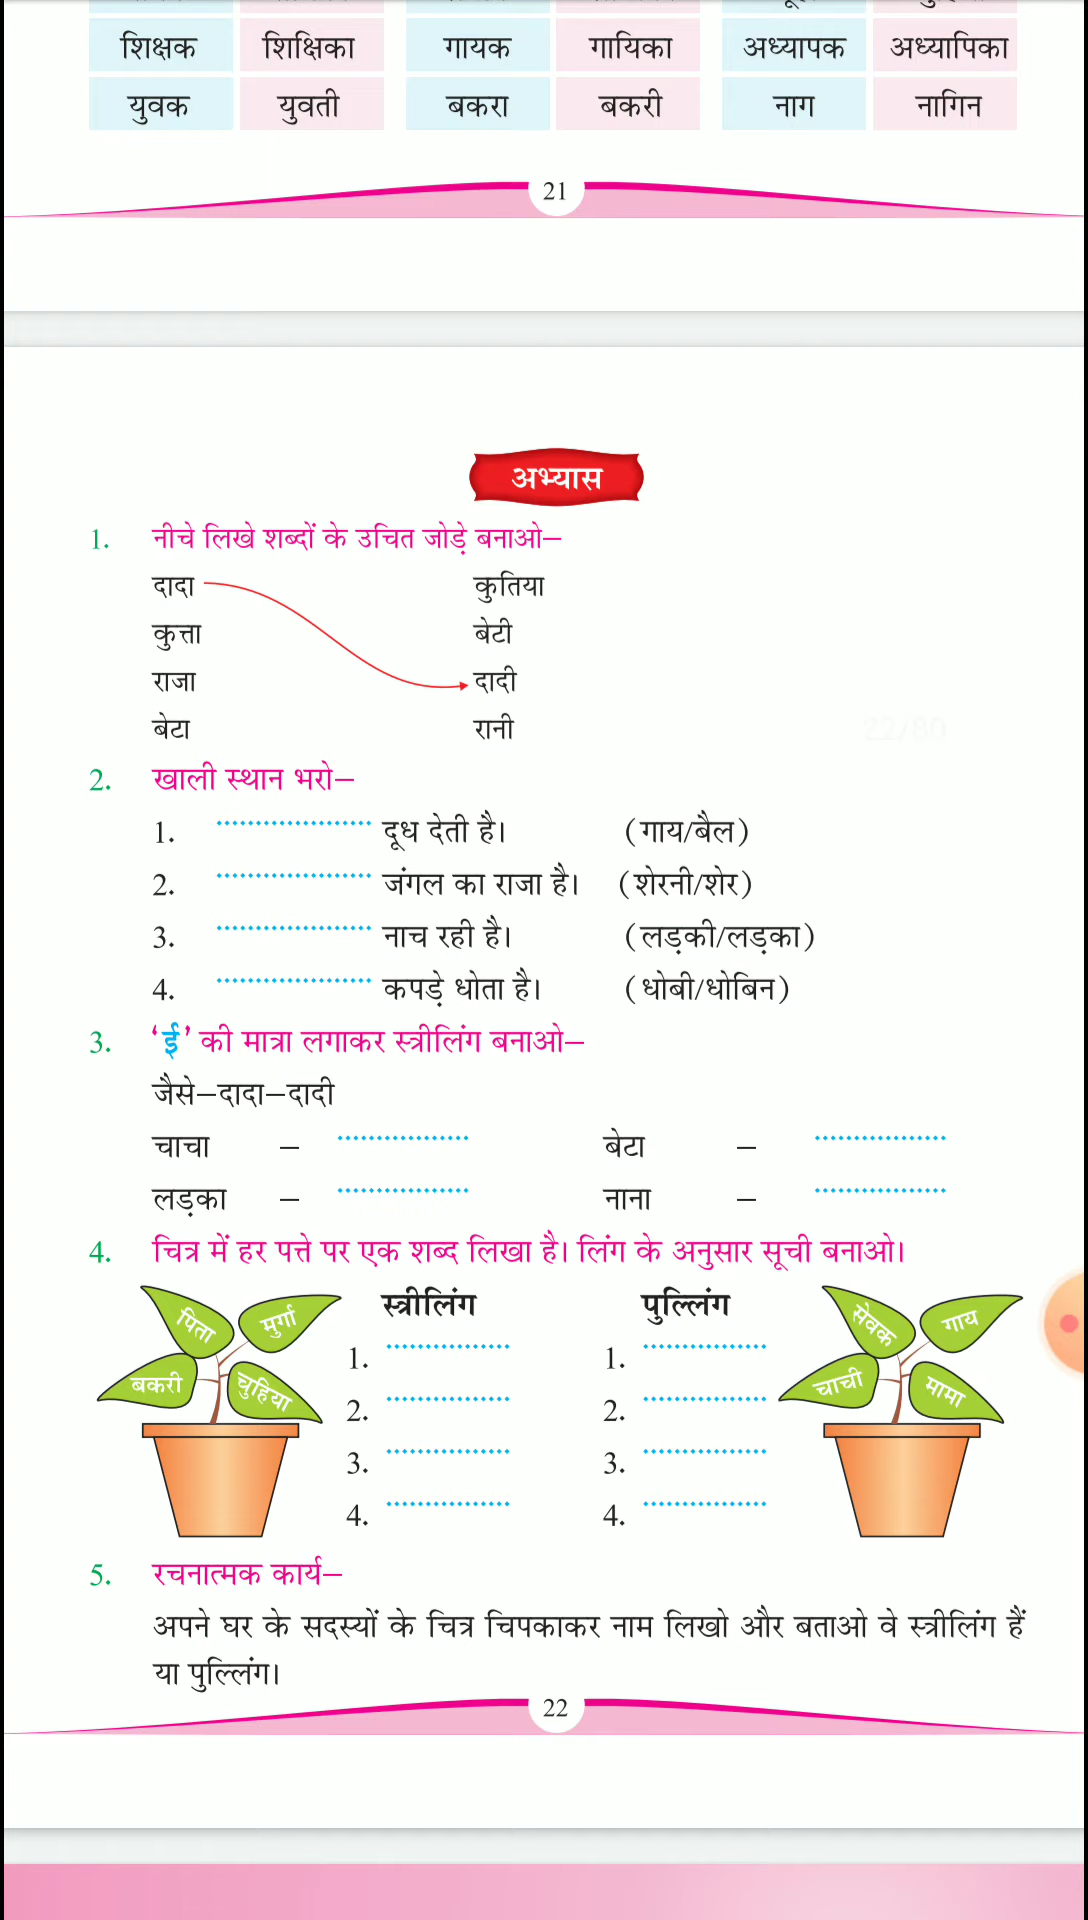 शिक्षक शिक्षिका गायक गायिका अध्यापक अध्यापिका
युवक युवती बकरा बकरी नाग नागिन
21
अभ्यास
1. नीचे लिखे शब्दों के उचित जोड़े बनाओ–
दादा कुतिया
कुत्ता बेटी
राजा दादी
बेटा रानी
22/80
2. खाली स्थान भरो–
1. .................... दूध देती है। (गाय/बैल)
2. .................... जंगल का राजा है। (शेरनी/शेर)
3. .................... नाच रही है। (लड़की/लड़का)
4. .................... कपड़े धोता है। (धोबी/धोबिन)
3. ‘ई’ की मात्रा लगाकर स्त्रीलिंग बनाओ–
जैसे–दादा–दादी
चाचा – ................. बेटा – .................
लड़का – ................. नाना – .................
4. चित्र में हर पत्ते पर एक शब्द लिखा है। लिंग के अनुसार सूची बनाओ।
पिता मुर्गा
बकरी चुहिया
स्त्रीलिंग पुल्लिंग
1. ................ 1. ................
2. ................ 2. ................
3. ................ 3. ................
4. ................ 4. ................
सेवक गाय
चाची मामा
5. रचनात्मक कार्य–
अपने घर के सदस्यों के चित्र चिपकाकर नाम लिखो और बताओ वे स्त्रीलिंग हैं
या पुल्लिंग।
22